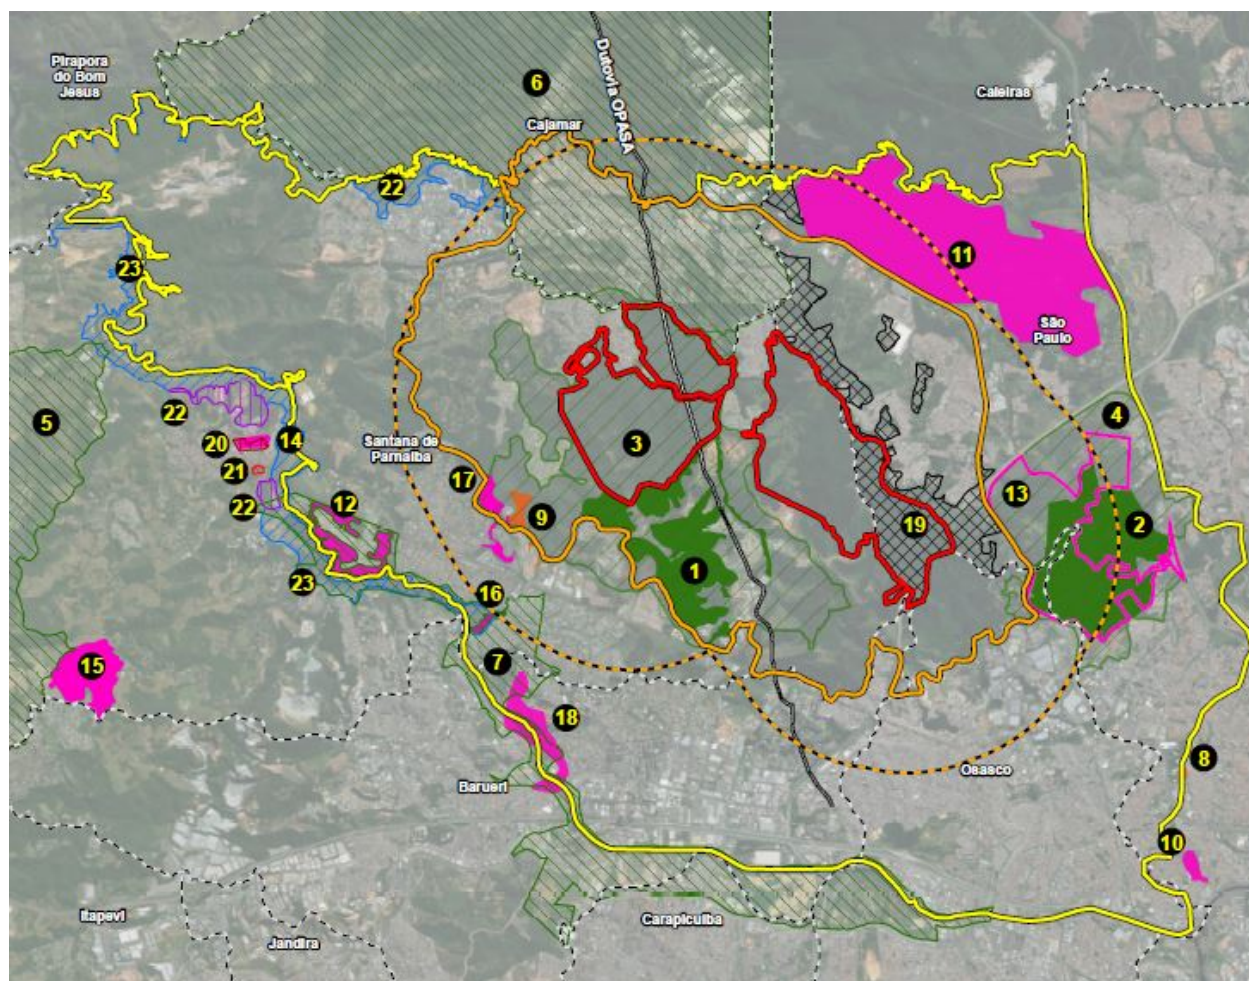 Pirapora
do Bom
Jesus
6
Dutovia OPASA
Caieiras
Cajamar
22
23
11
São
Paulo
5
22
20
14
21
22
Santana de
Parnaíba
3
4
17
9
13
12
19
2
1
23
16
7
15
18
8
Osasco
Barueri
10
Itapevi
Jandira
Carapicuiba